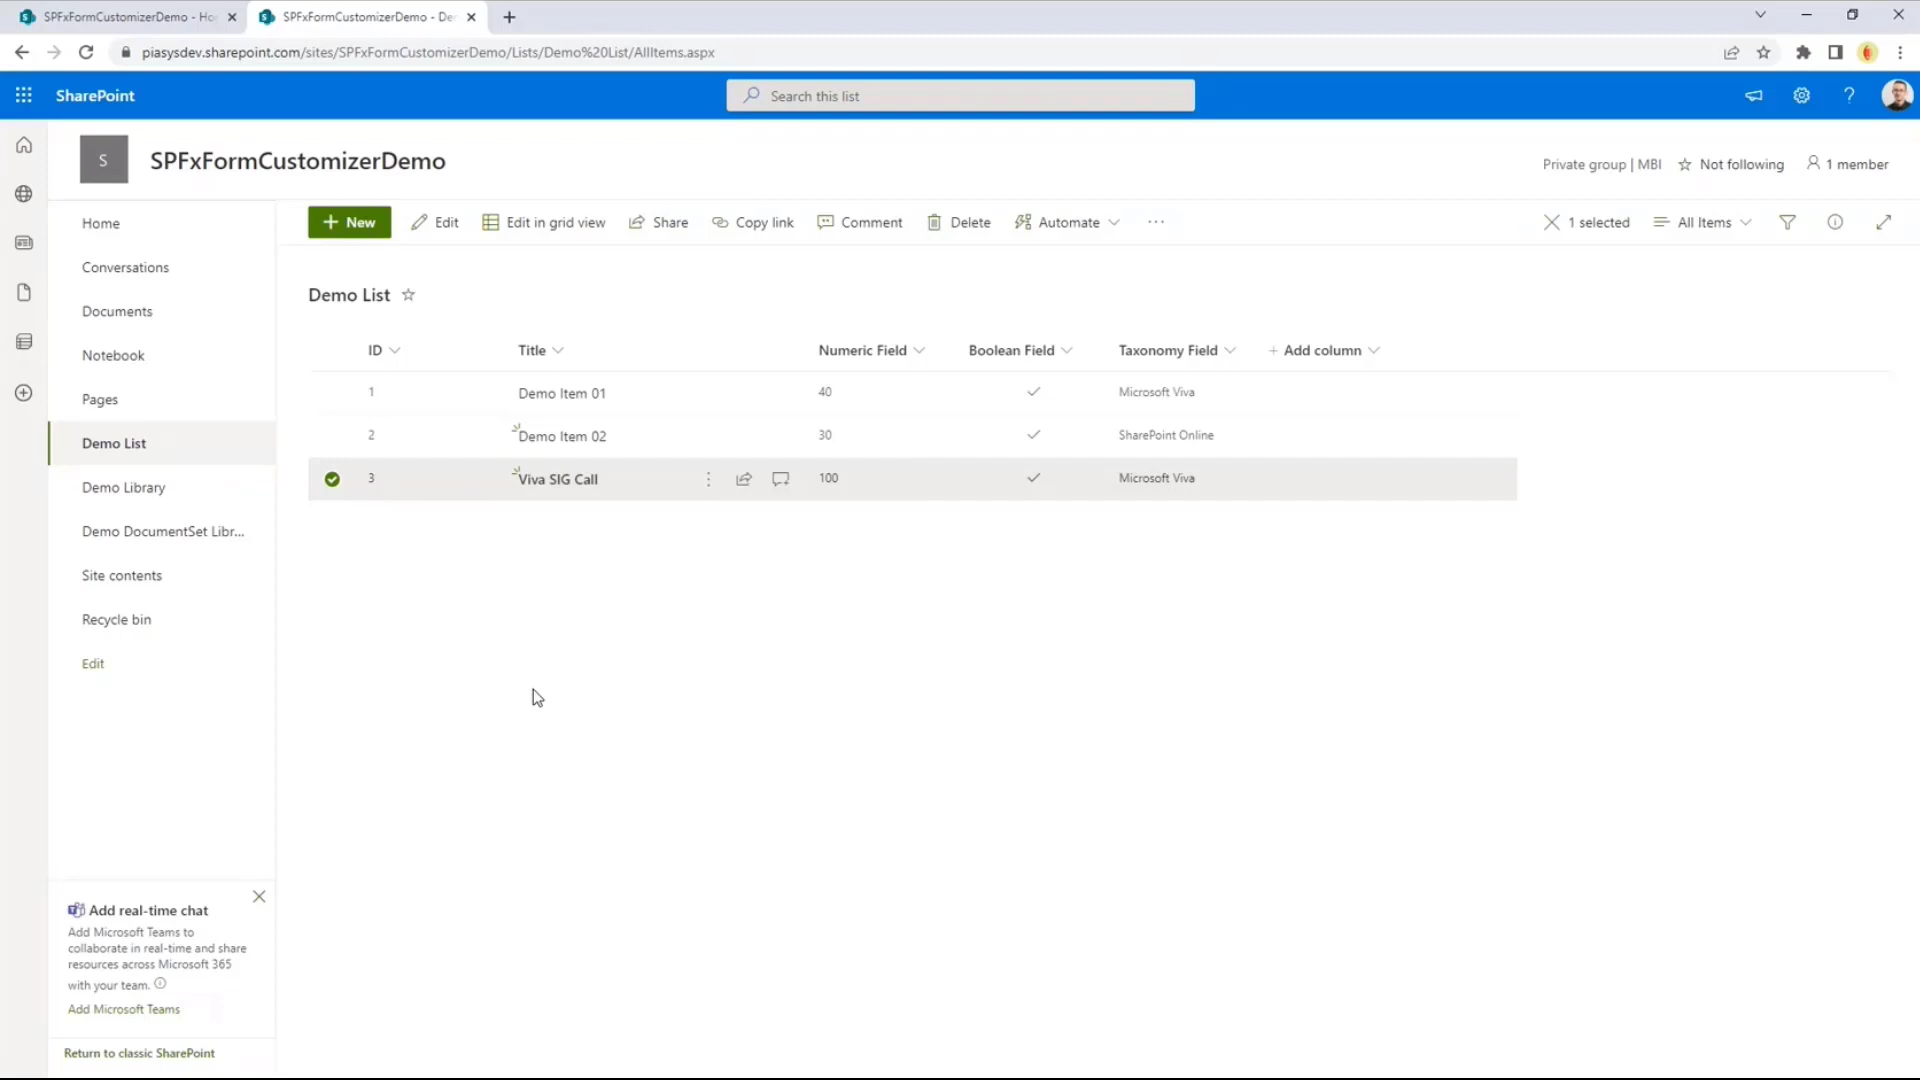 SPFxFormCustomizerDemo - Ho
SPFxFormCustomizerDemo - De
piasysdev.sharepoint.com/sites/SPFxFormCustomizerDemo/Lists/Demo%20List/AllItems.aspx
SharePoint
Search this list
S
SPFxFormCustomizerDemo
Private group | MBI
Not following
1 member
Home
Conversations
Documents
Notebook
Pages
Demo List
Demo Library
Demo DocumentSet Libr...
Site contents
Recycle bin
Edit
+ New
Edit
Edit in grid view
Share
Copy link
Comment
Delete
Automate
...
1 selected
All Items
Demo List
ID Title Numeric Field Boolean Field Taxonomy Field + Add column
1 Demo Item 01 40 Microsoft Viva
2 Demo Item 02 30 SharePoint Online
3 Viva SIG Call 100 Microsoft Viva
Add real-time chat
Add Microsoft Teams to
collaborate in real-time and share
resources across Microsoft 365
with your team.
Add Microsoft Teams
Return to classic SharePoint